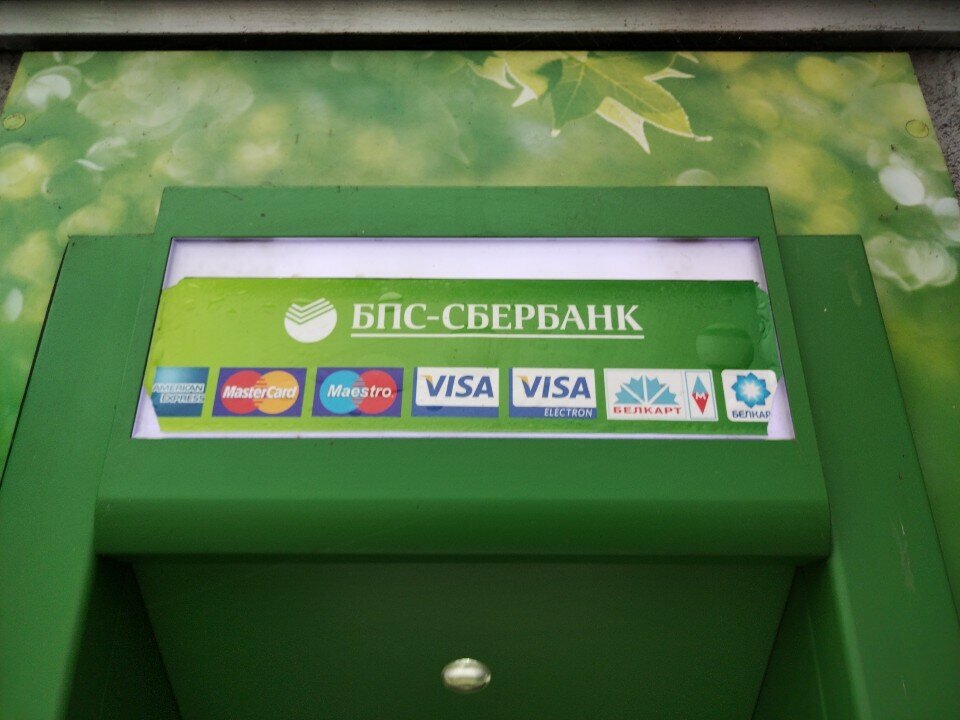 БПС-СБЕРБАНК
AMERICAN EXPRESS
MasterCard
Maestro
VISA
VISA ELECTRON
БЕЛКАРТ М
БЕЛКАР